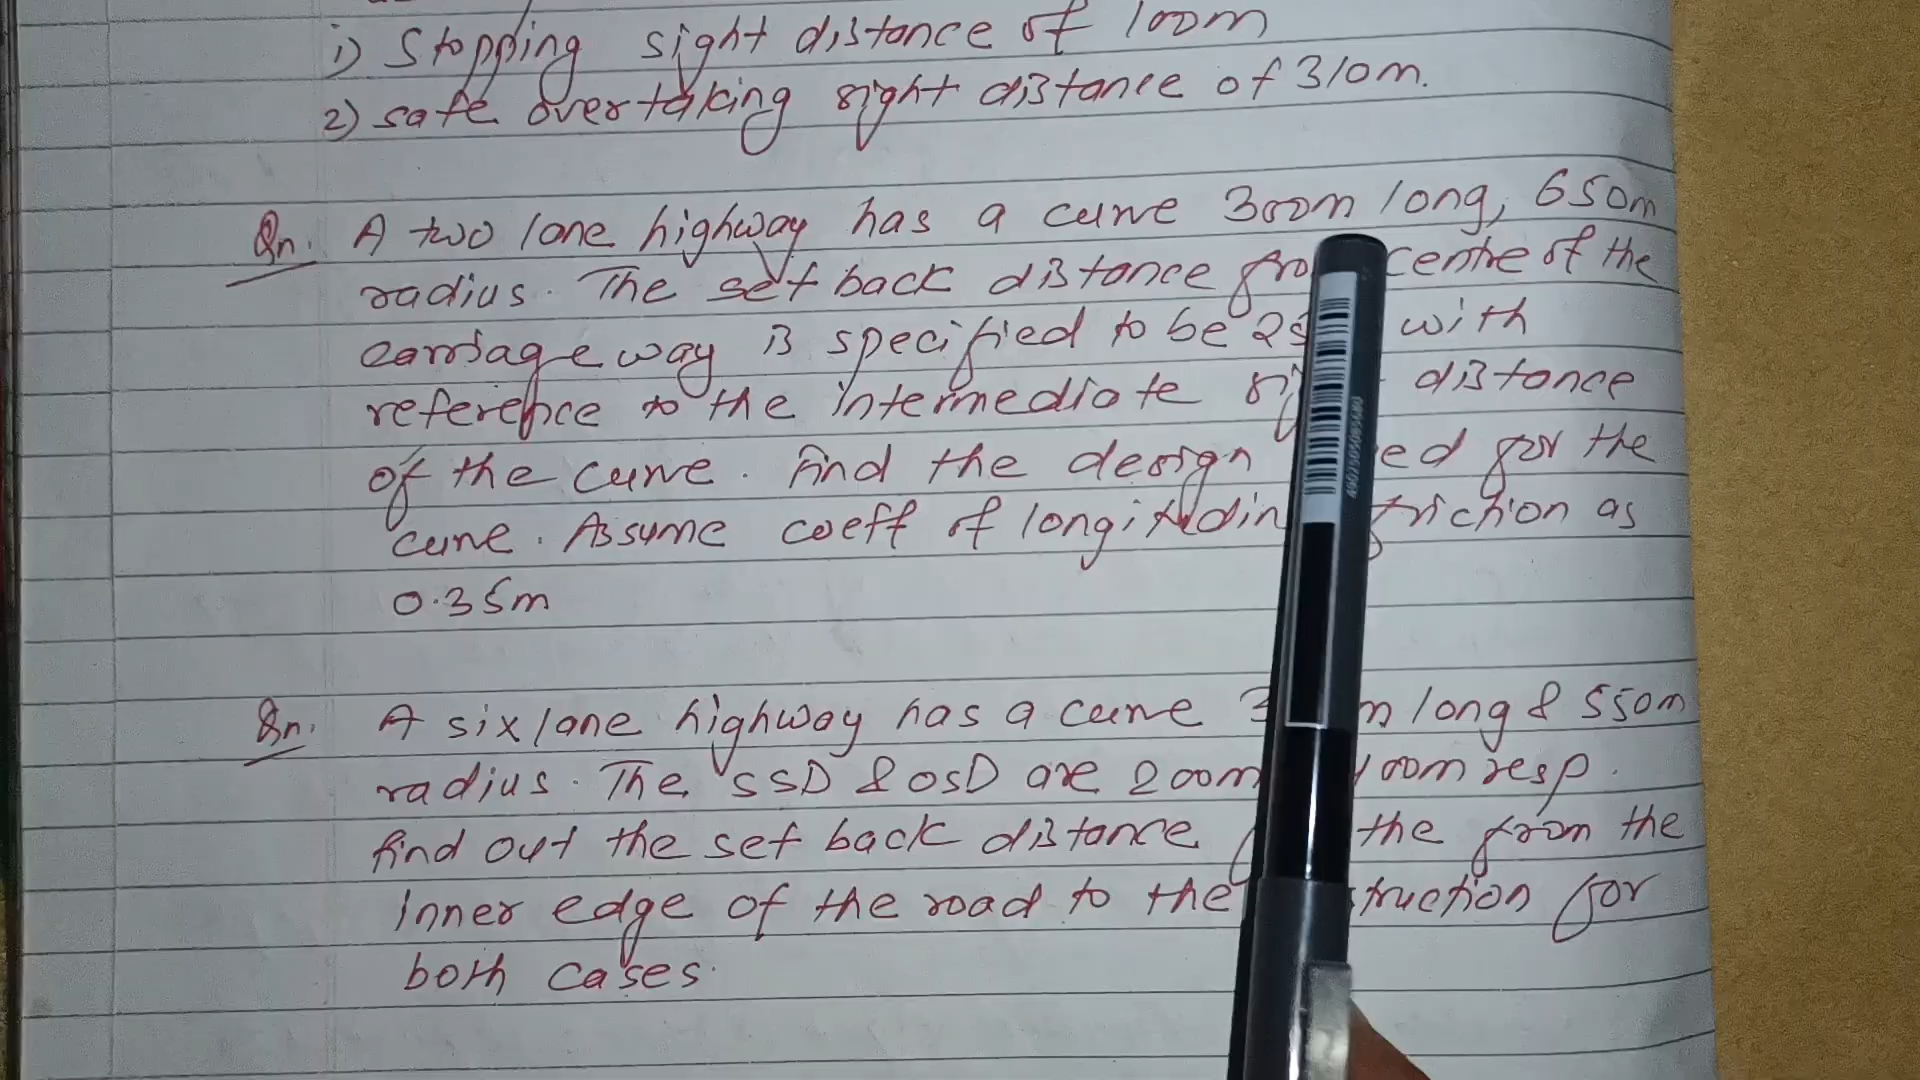 i) Stopping sight distance of 100m
2) safe overtaking sight distance of 310m.
Qn. A two lane highway has a curve 300m long, 650m
radius. The set back distance centre of the
carriage way is specified to be with
reference to the intermediate distance
of the curve. Find the design for the
curve. Assume coeff of friction as
0.35m
Qn. A six lane highway has a curve long & 550m
radius. The SSD & OSD are 200m resp.
find out the set back distance the from the
inner edge of the road to the for
both cases.